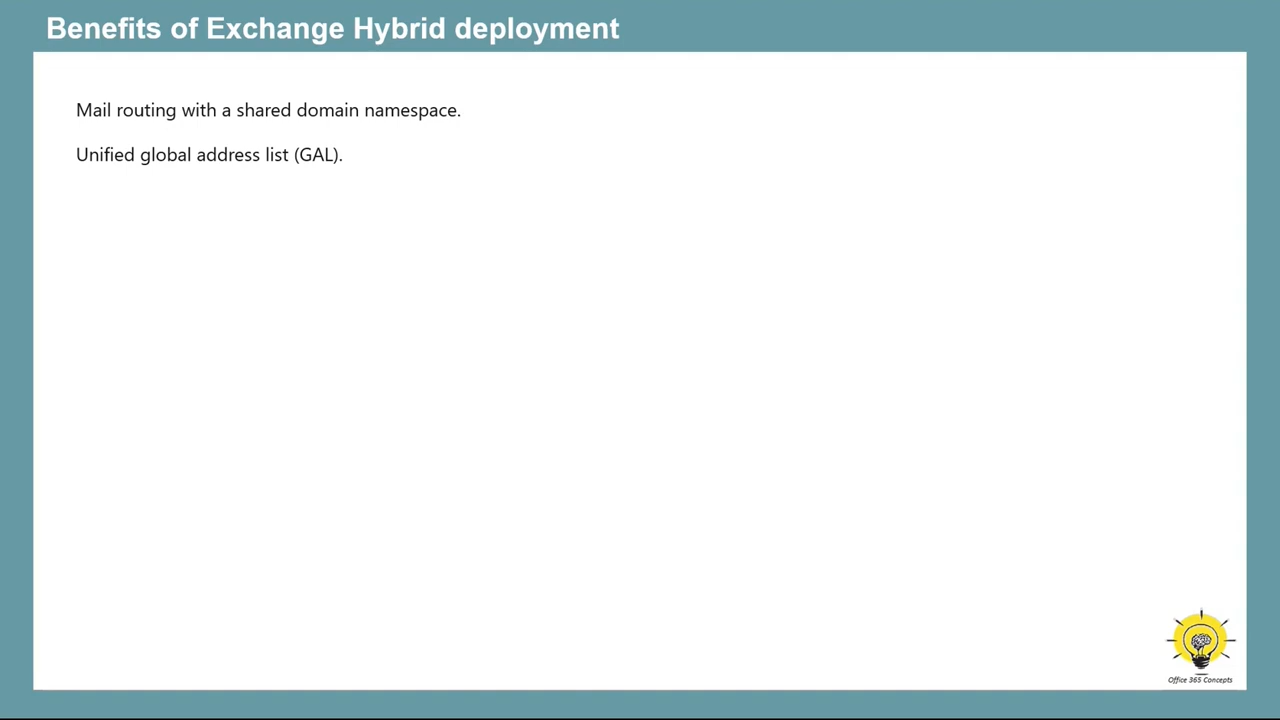 Benefits of Exchange Hybrid deployment
Mail routing with a shared domain namespace.
Unified global address list (GAL).
Office 365 Concepts